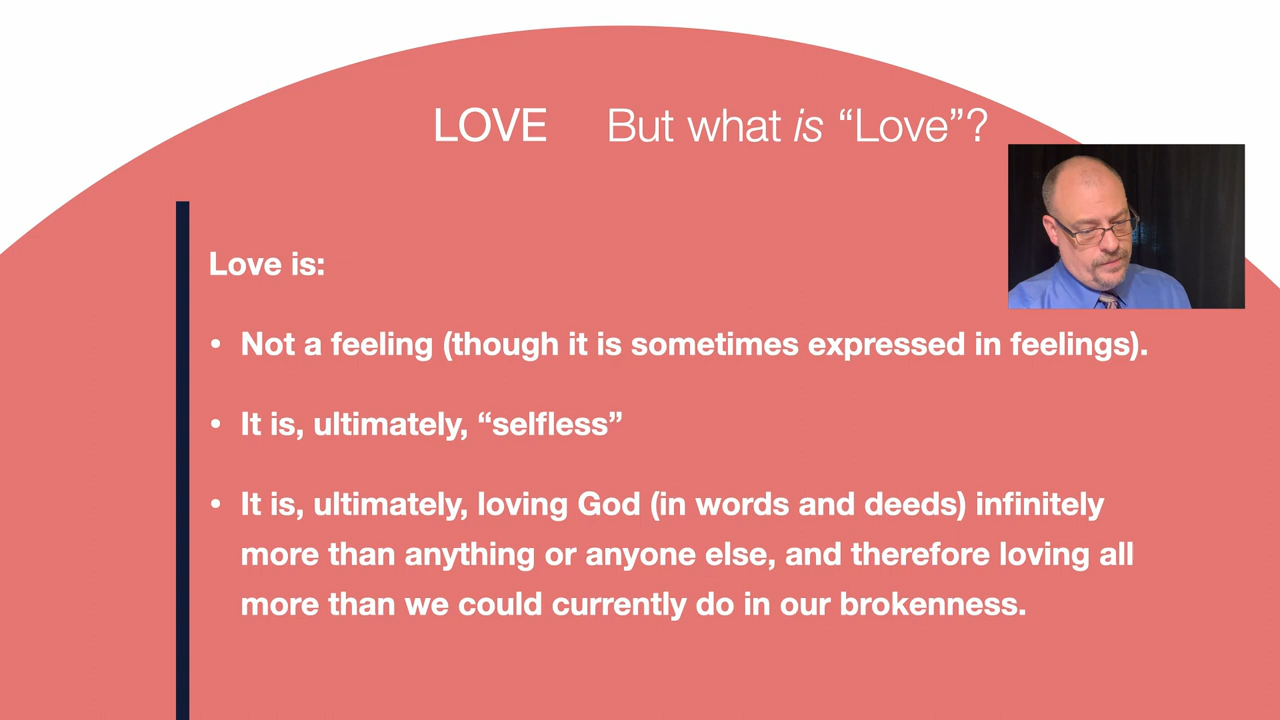 LOVE But what is “Love”?
Love is:
• Not a feeling (though it is sometimes expressed in feelings).
• It is, ultimately, “selfless”
• It is, ultimately, loving God (in words and deeds) infinitely
more than anything or anyone else, and therefore loving all
more than we could currently do in our brokenness.